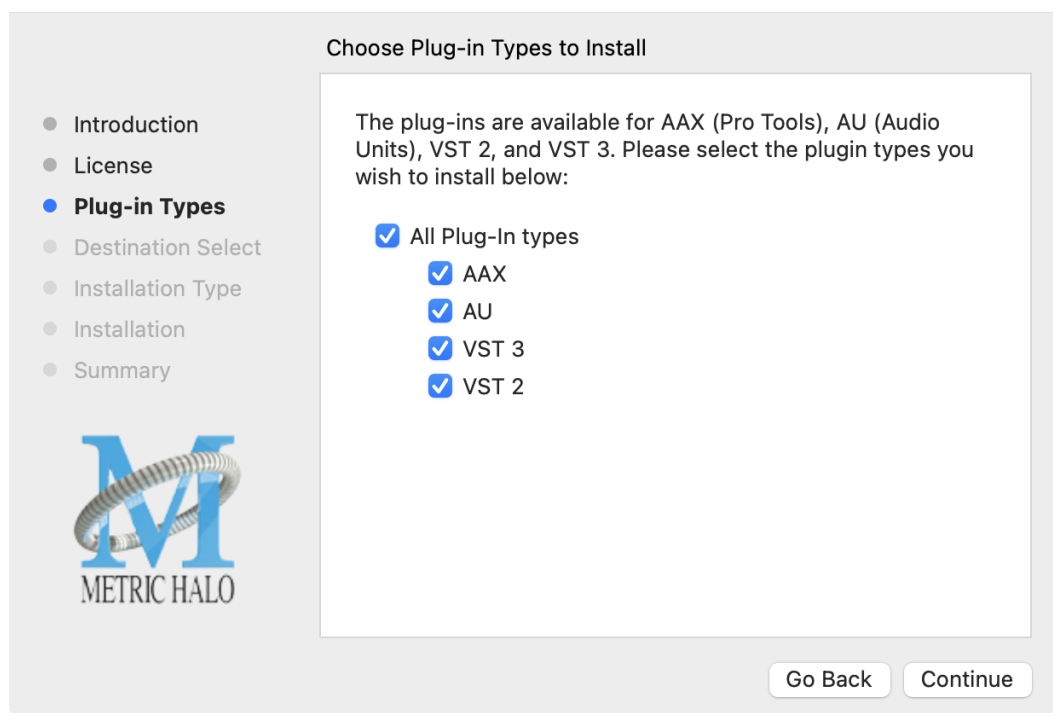 Choose Plug-in Types to Install
Introduction
License
Plug-in Types
Destination Select
Installation Type
Installation
Summary
The plug-ins are available for AAX (Pro Tools), AU (Audio
Units), VST 2, and VST 3. Please select the plugin types you
wish to install below:
All Plug-In types
AAX
AU
VST 3
VST 2
METRIC HALO
Go Back
Continue